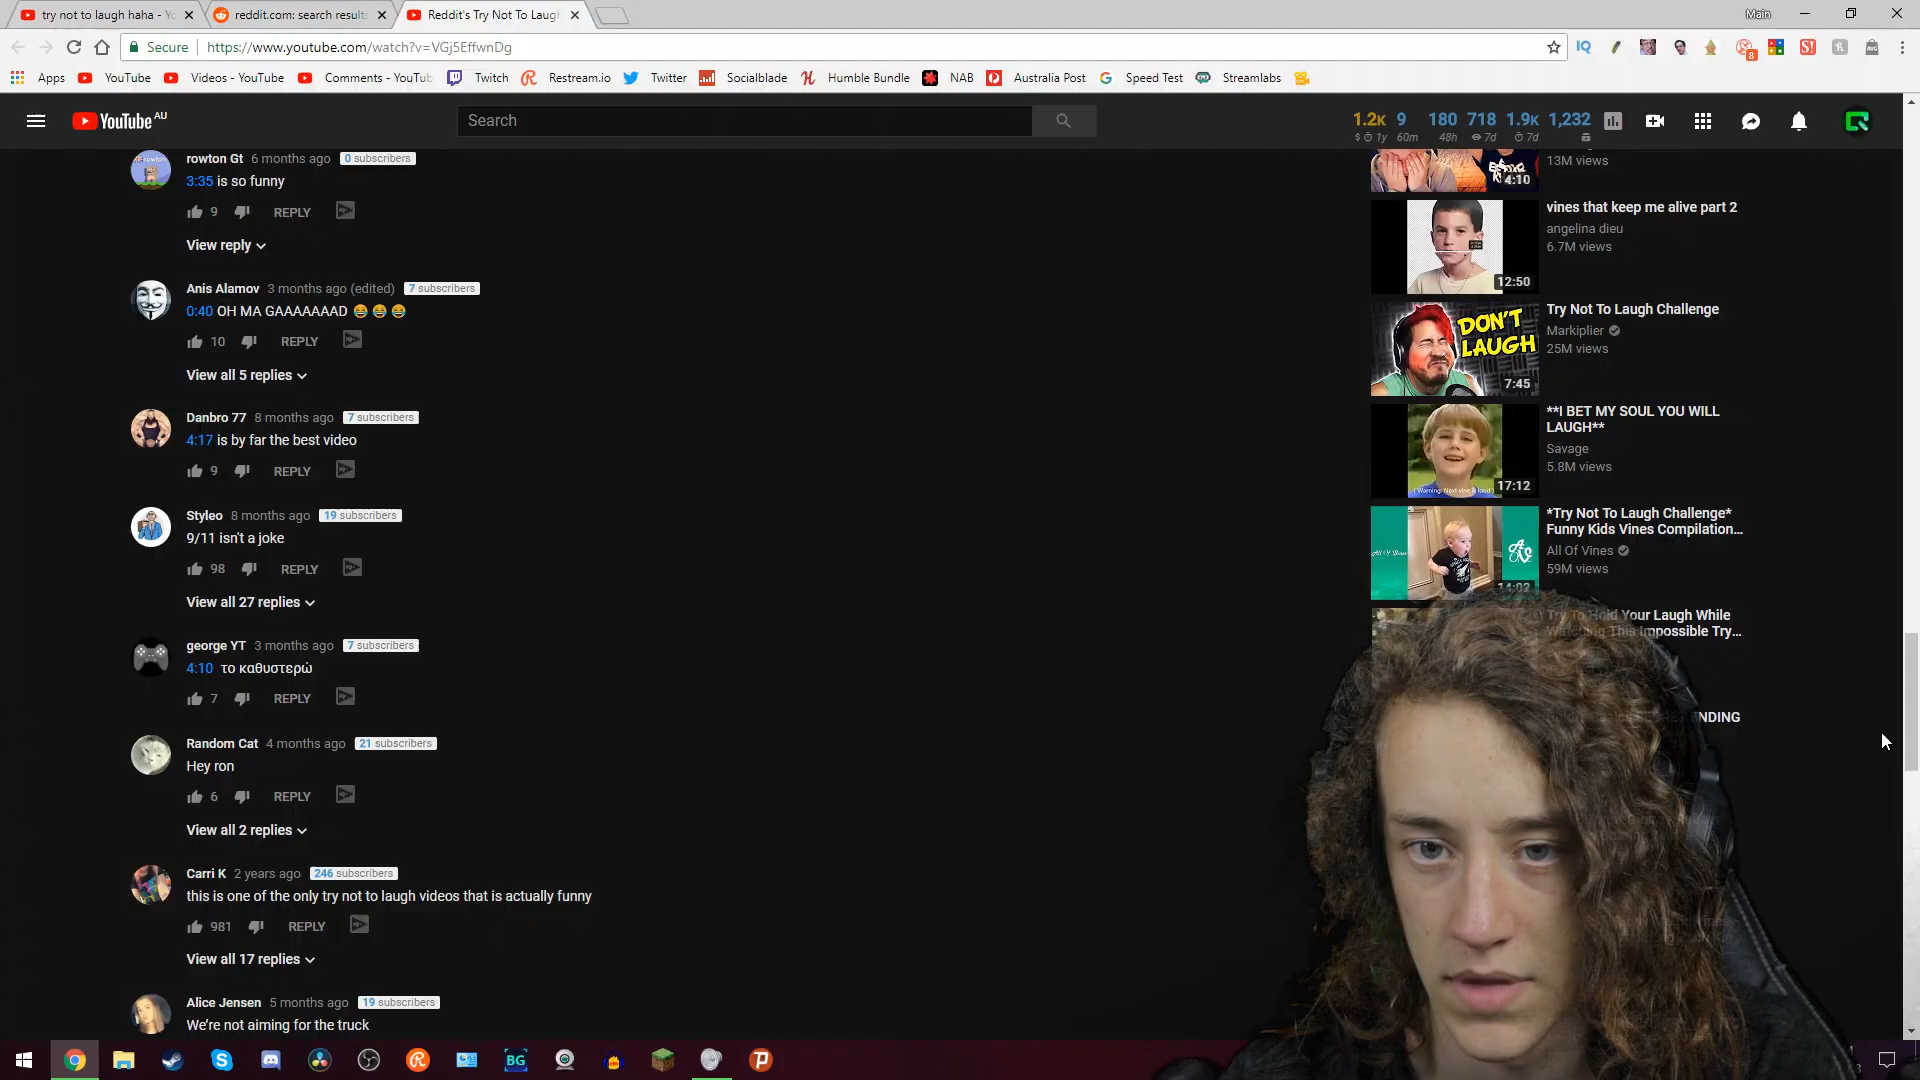 try not to laugh haha - Yo
reddit.com: search results
Reddit's Try Not To Laugh
Main
Secure
https://www.youtube.com/watch?v=VGj5EffwnDg
IQ
8
Apps
YouTube
Videos - YouTube
Comments - YouTub
Twitch
Restream.io
Twitter
Socialblade
Humble Bundle
NAB
Australia Post
Speed Test
Streamlabs
YouTube AU
Search
1.2K 9 180 718 1.9K 1,232
$ 1y 60m 48h 7d 7d
rowton Gt 6 months ago 0 subscribers
3:35 is so funny
9 REPLY
View reply
Anis Alamov 3 months ago (edited) 7 subscribers
0:40 OH MA GAAAAAAAD 😂 😂 😂
10 REPLY
View all 5 replies
Danbro 77 8 months ago 7 subscribers
4:17 is by far the best video
9 REPLY
Styleo 8 months ago 19 subscribers
9/11 isn't a joke
98 REPLY
View all 27 replies
george YT 3 months ago 7 subscribers
4:10 το καθυστερώ
7 REPLY
Random Cat 4 months ago 21 subscribers
Hey ron
6 REPLY
View all 2 replies
Carri K 2 years ago 246 subscribers
this is one of the only try not to laugh videos that is actually funny
981 REPLY
View all 17 replies
Alice Jensen 5 months ago 19 subscribers
We're not aiming for the truck
13M views
4:10
vines that keep me alive part 2
angelina dieu
6.7M views
12:50
DON'T
LAUGH
7:45
Try Not To Laugh Challenge
Markiplier
25M views
**I BET MY SOUL YOU WILL
LAUGH**
Savage
5.8M views
17:12
*Try Not To Laugh Challenge*
Funny Kids Vines Compilation...
All Of Vines
59M views
14:02
Try To Hold Your Laugh While
Watching This Impossible Try...
NDING
BG